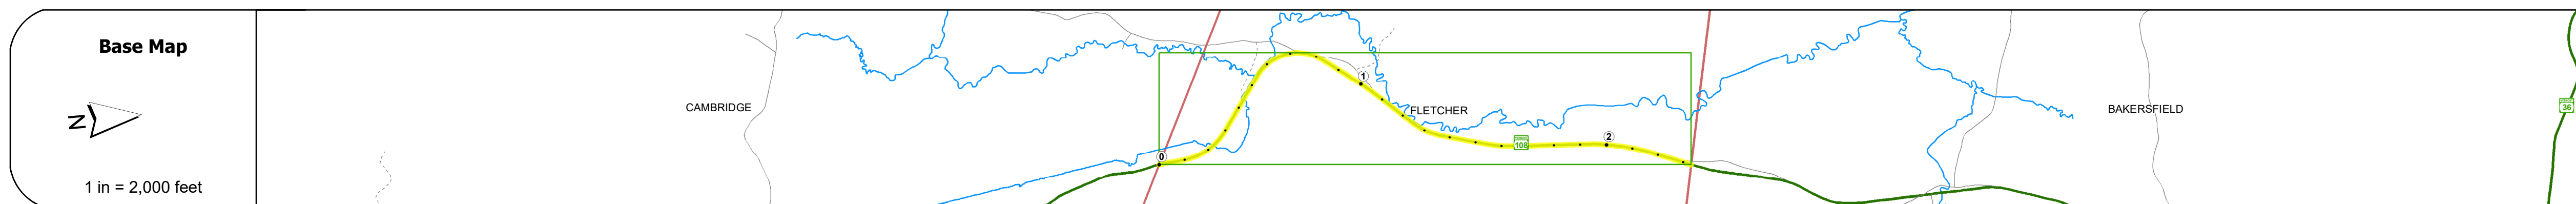 Base Map
N
1 in = 2,000 feet
CAMBRIDGE
0
1
FLETCHER
108
2
BAKERSFIELD
36